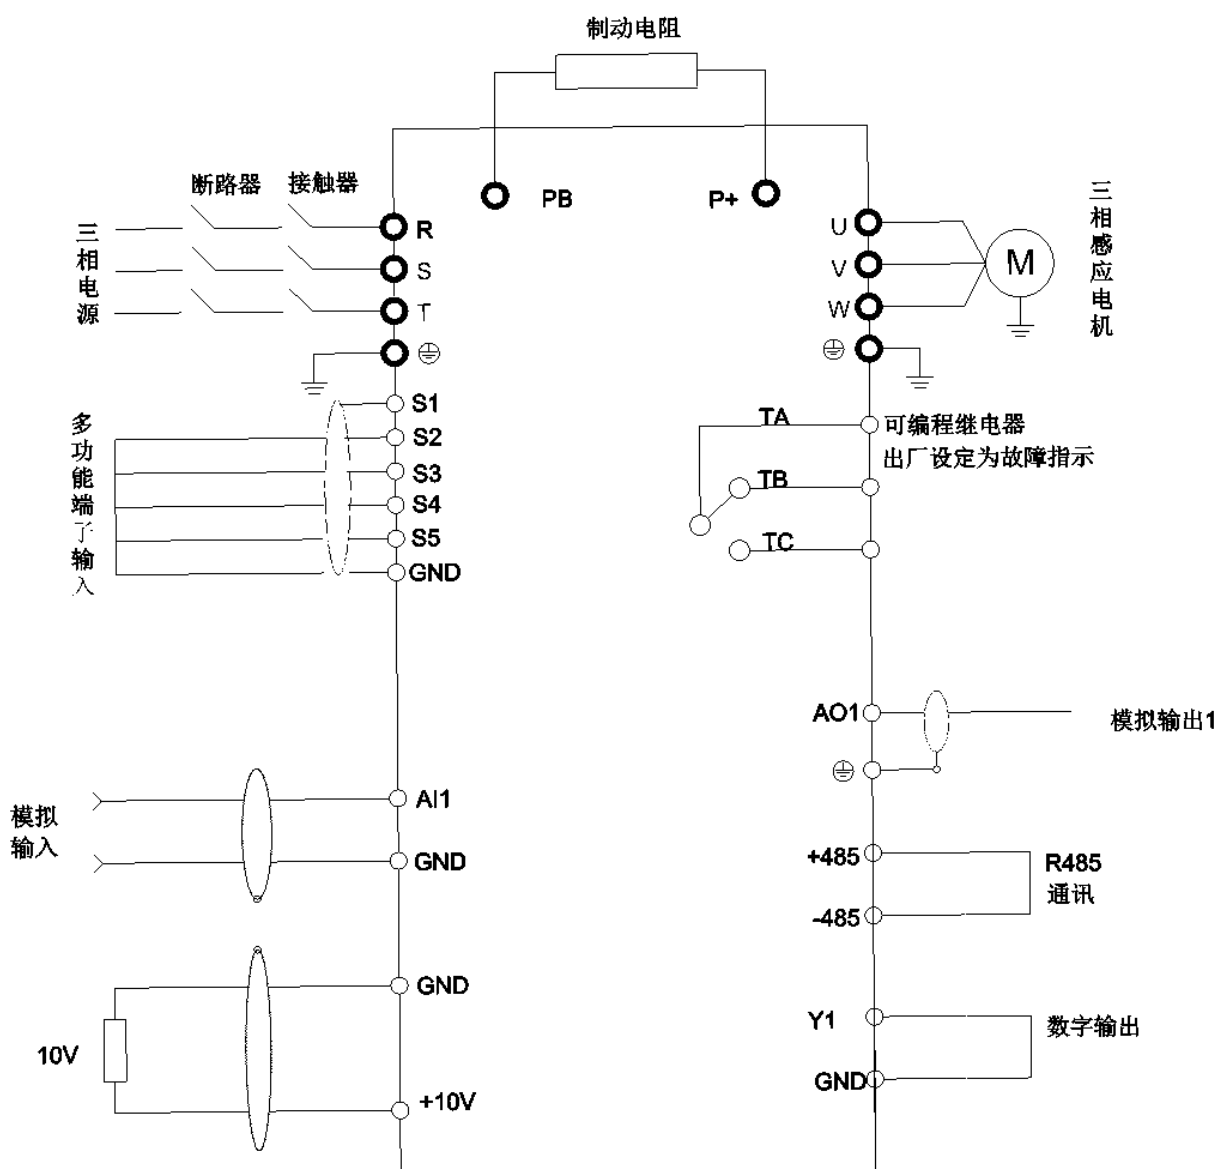 制动电阻
断路器
接触器
PB
P+
三相电源
R
S
T
U
V
W
M
三相感应电机
多功能端子输入
S1
S2
S3
S4
S5
GND
TA
可编程继电器
出厂设定为故障指示
TB
TC
AO1
模拟输出1
模拟
输入
AI1
GND
+485
-485
R485
通讯
GND
10V
+10V
Y1
数字输出
GND